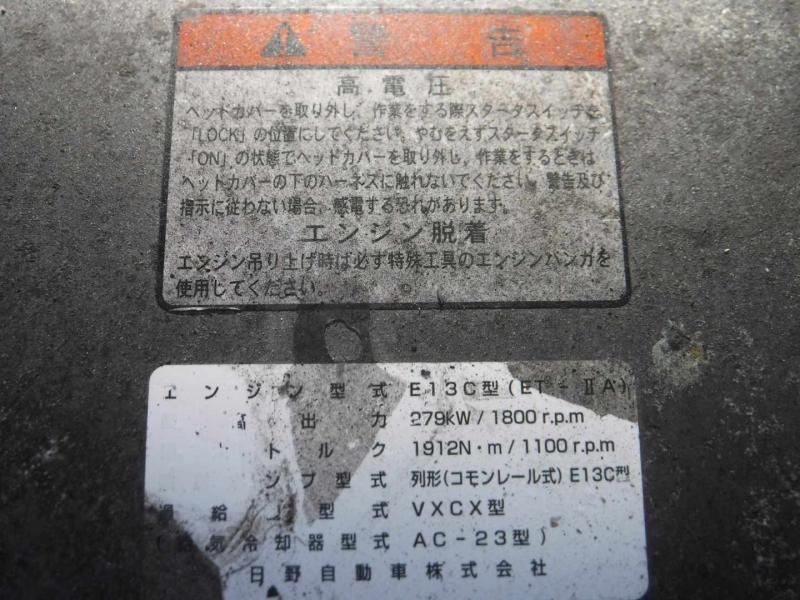 警告
高電圧
ヘッドカバーを取り外し、作業をする際スタータスイッチを
「LOCK」の位置にしてください。やむをえずスタータスイッチ
「ON」の状態でヘッドカバーを取り外し、作業をするときは
ヘッドカバーの下のハーネスに触れないでください。警告及び
指示に従わない場合、感電する恐れがあります。
エンジン脱着
エンジン吊り上げ時は必ず特殊工具のエンジンハンガを
使用してください。
エンジン型式 E13C型(ET-ⅡA)
出力 279kW/1800r.p.m
トルク 1912N・m/1100r.p.m
ンプ型式 列形(コモンレール式)E13C型
給 型式 VXCX型
気冷却器型式 AC-23型)
日野自動車株式会社